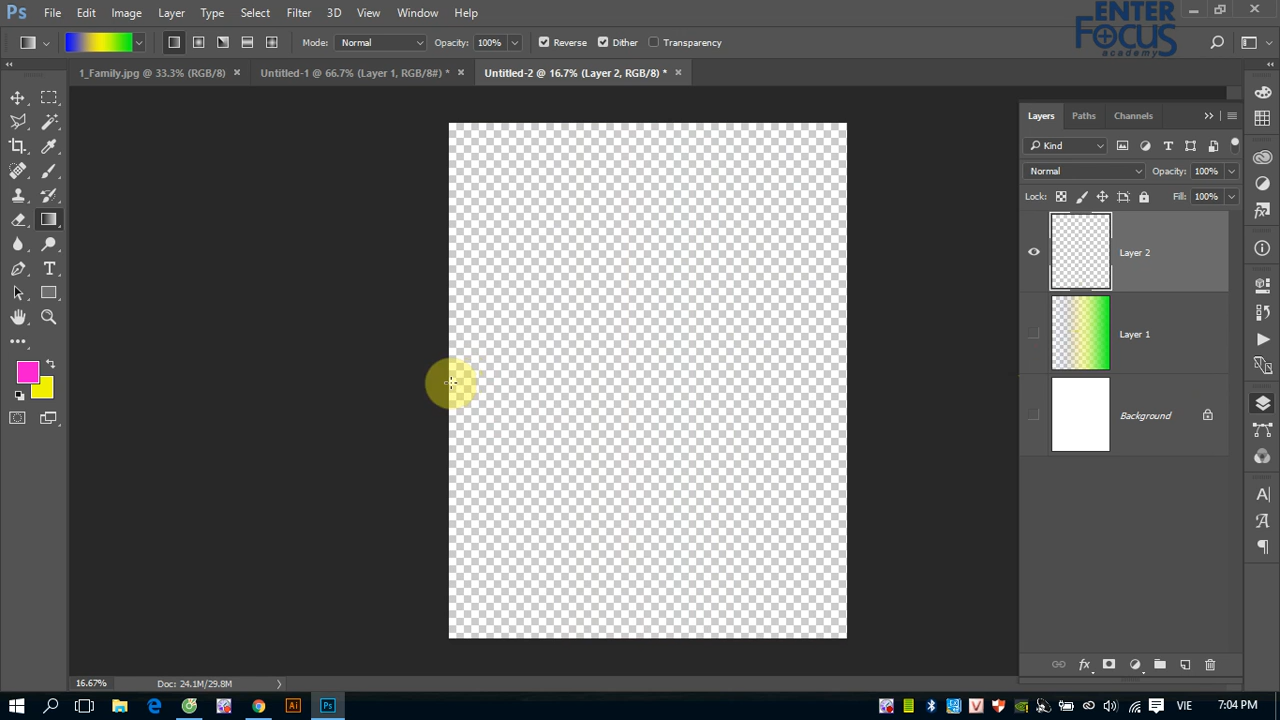 Ps File Edit Image Layer Type Select Filter 3D View Window Help
ENTER
FOCUS
academy
Mode: Normal Opacity: 100% Reverse Dither Transparency
1_Family.jpg @ 33.3% (RGB/8) Untitled-1 @ 66.7% (Layer 1, RGB/8#) * Untitled-2 @ 16.7% (Layer 2, RGB/8) *
Layers Paths Channels
Kind
Normal Opacity: 100%
Lock: Fill: 100%
Layer 2
Layer 1
Background
16.67% Doc: 24.1M/29.8M
Ai Ps VIE 7:04 PM